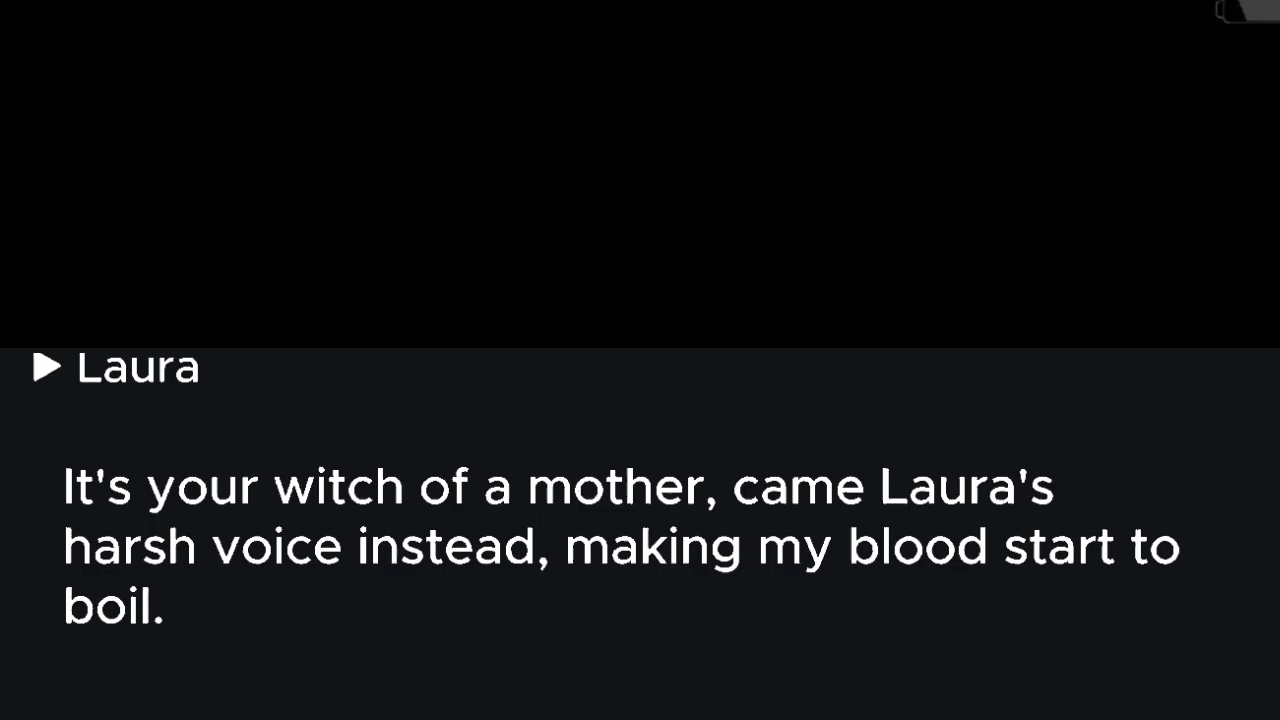 Laura
It's your witch of a mother, came Laura's
harsh voice instead, making my blood start to
boil.